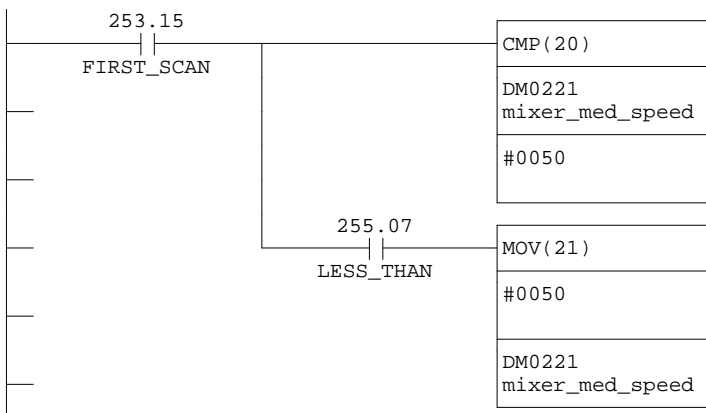 253.15
FIRST_SCAN
CMP(20)
DM0221
mixer_med_speed
#0050
255.07
LESS_THAN
MOV(21)
#0050
DM0221
mixer_med_speed